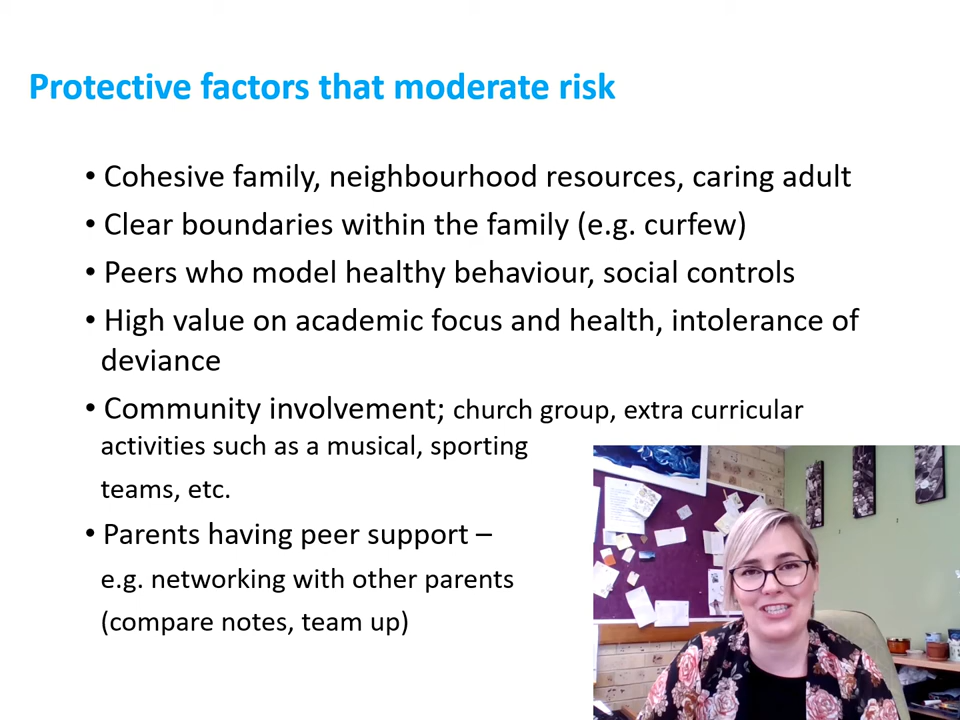 Protective factors that moderate risk
• Cohesive family, neighbourhood resources, caring adult
• Clear boundaries within the family (e.g. curfew)
• Peers who model healthy behaviour, social controls
• High value on academic focus and health, intolerance of
deviance
• Community involvement; church group, extra curricular
activities such as a musical, sporting
teams, etc.
• Parents having peer support –
e.g. networking with other parents
(compare notes, team up)